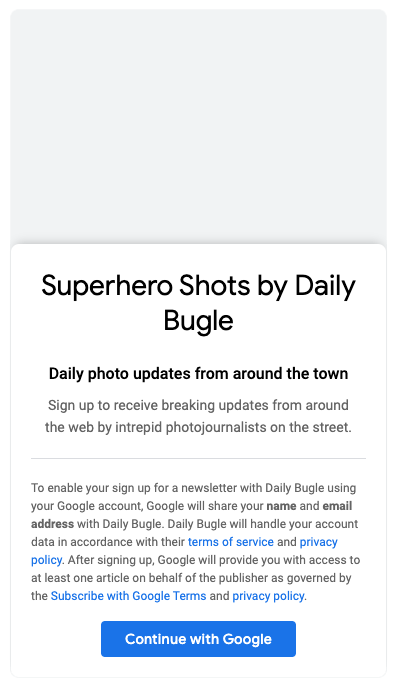 Superhero Shots by Daily
Bugle
Daily photo updates from around the town
Sign up to receive breaking updates from around
the web by intrepid photojournalists on the street.
To enable your sign up for a newsletter with Daily Bugle using
your Google account, Google will share your name and email
address with Daily Bugle. Daily Bugle will handle your account
data in accordance with their terms of service and privacy
policy. After signing up, Google will provide you with access to
at least one article on behalf of the publisher as governed by
the Subscribe with Google Terms and privacy policy.
Continue with Google